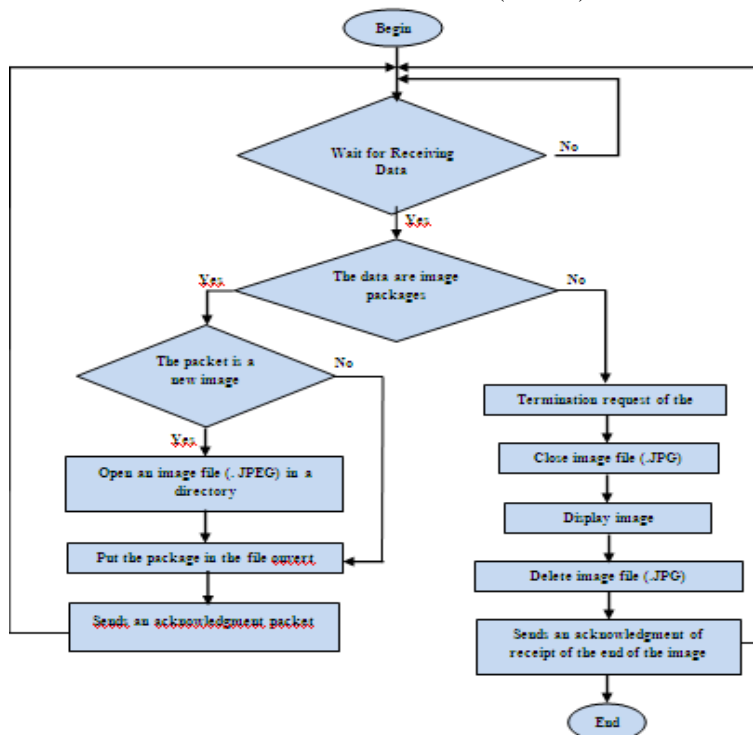 Begin
No
Wait for Receiving
Data
Yes
Yes
The data are image
packages
No
The packet is a
new image
No
Yes
Termination request of the
Open an image file (. JPEG) in a
directory
Close image file (.JPG)
Display image
Put the package in the file ouvert
Delete image file (.JPG)
Sends an acknowledgment packet
Sends an acknowledgment of
receipt of the end of the image
End